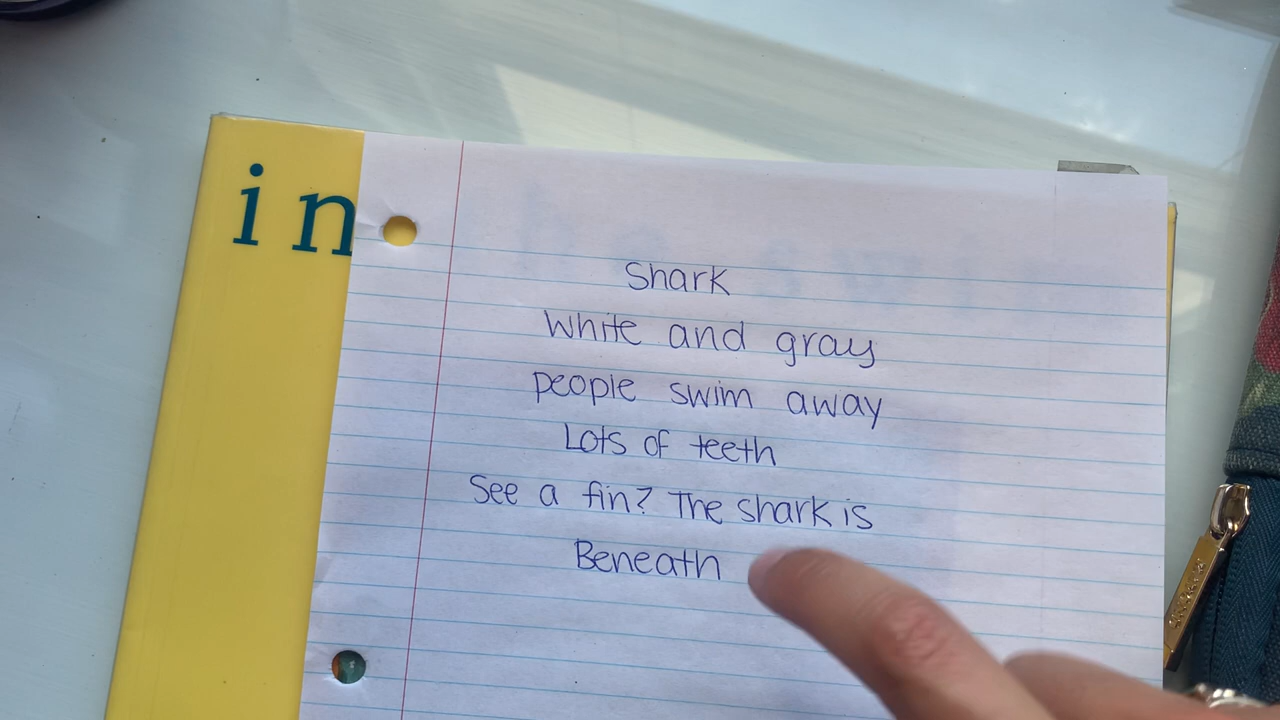 in
Shark
White and gray
people swim away
Lots of teeth
See a fin? The shark is
Beneath